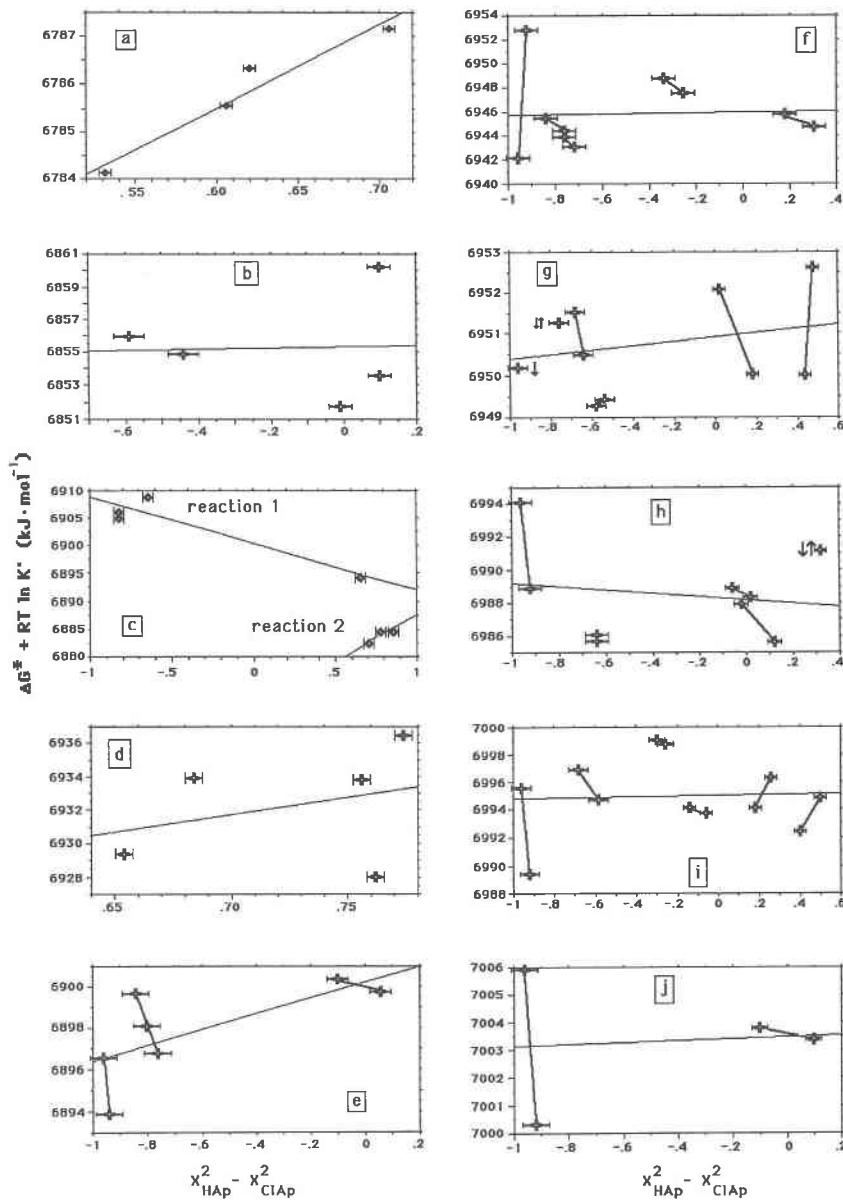 ΔG* + RT ln K' (kJ·mol⁻¹)
a
6787
6786
6785
6784
.55 .60 .65 .70
b
6861
6859
6856
6855
6853
6851
-.6 -.4 -.2 0 .2
c
6910
6905
6900
6895
6890
6885
6880
reaction 1
reaction 2
-1 -.5 0 .5 1
d
6936
6934
6933
6931
6930
6928
.65 .70 .75
e
6900
6898
6896
6894
-1 -.8 -.6 -.4 -.2 0 .2
X²HAp - X²ClAp
f
6954
6952
6950
6948
6946
6944
6942
6940
-1 -.8 -.6 -.4 -.2 0 .2 .4
g
6953
6952
6951
6950
6949
-1 -.8 -.6 -.4 -.2 0 .2 .4 .6
h
6994
6991
6989
6988
6986
-1 -.8 -.6 -.4 -.2 0 .2 .4
i
7000
6998
6996
6994
6992
6990
6988
-1 -.8 -.6 -.4 -.2 0 .2 .4 .6
j
7006
7005
7003
7002
7000
-1 -.8 -.6 -.4 -.2 0 .2
X²HAp - X²ClAp